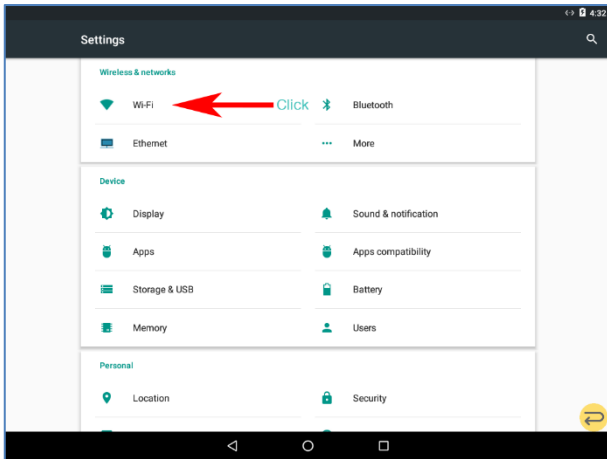 4:32
Settings
Wireless & networks
Wi-Fi
Click
Bluetooth
Ethernet
More
Device
Display
Sound & notification
Apps
Apps compatibility
Storage & USB
Battery
Memory
Users
Personal
Location
Security